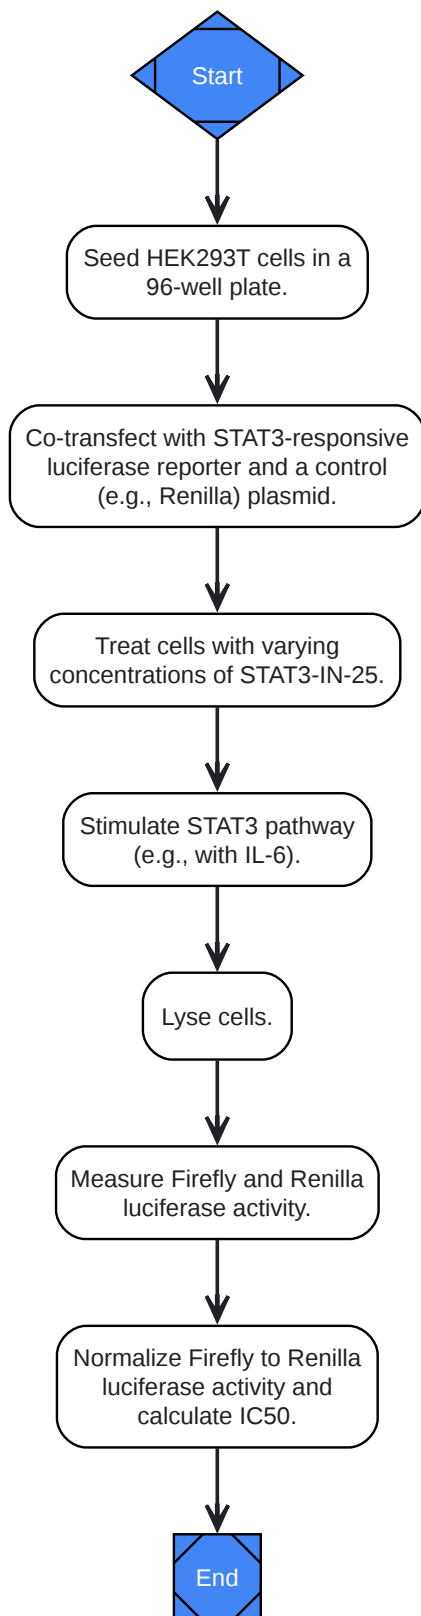 Start
Seed HEK293T cells in a
96-well plate.
Co-transfect with STAT3-responsive
luciferase reporter and a control
(e.g., Renilla) plasmid.
Treat cells with varying
concentrations of STAT3-IN-25.
Stimulate STAT3 pathway
(e.g., with IL-6).
Lyse cells.
Measure Firefly and Renilla
luciferase activity.
Normalize Firefly to Renilla
luciferase activity and
calculate IC50.
End